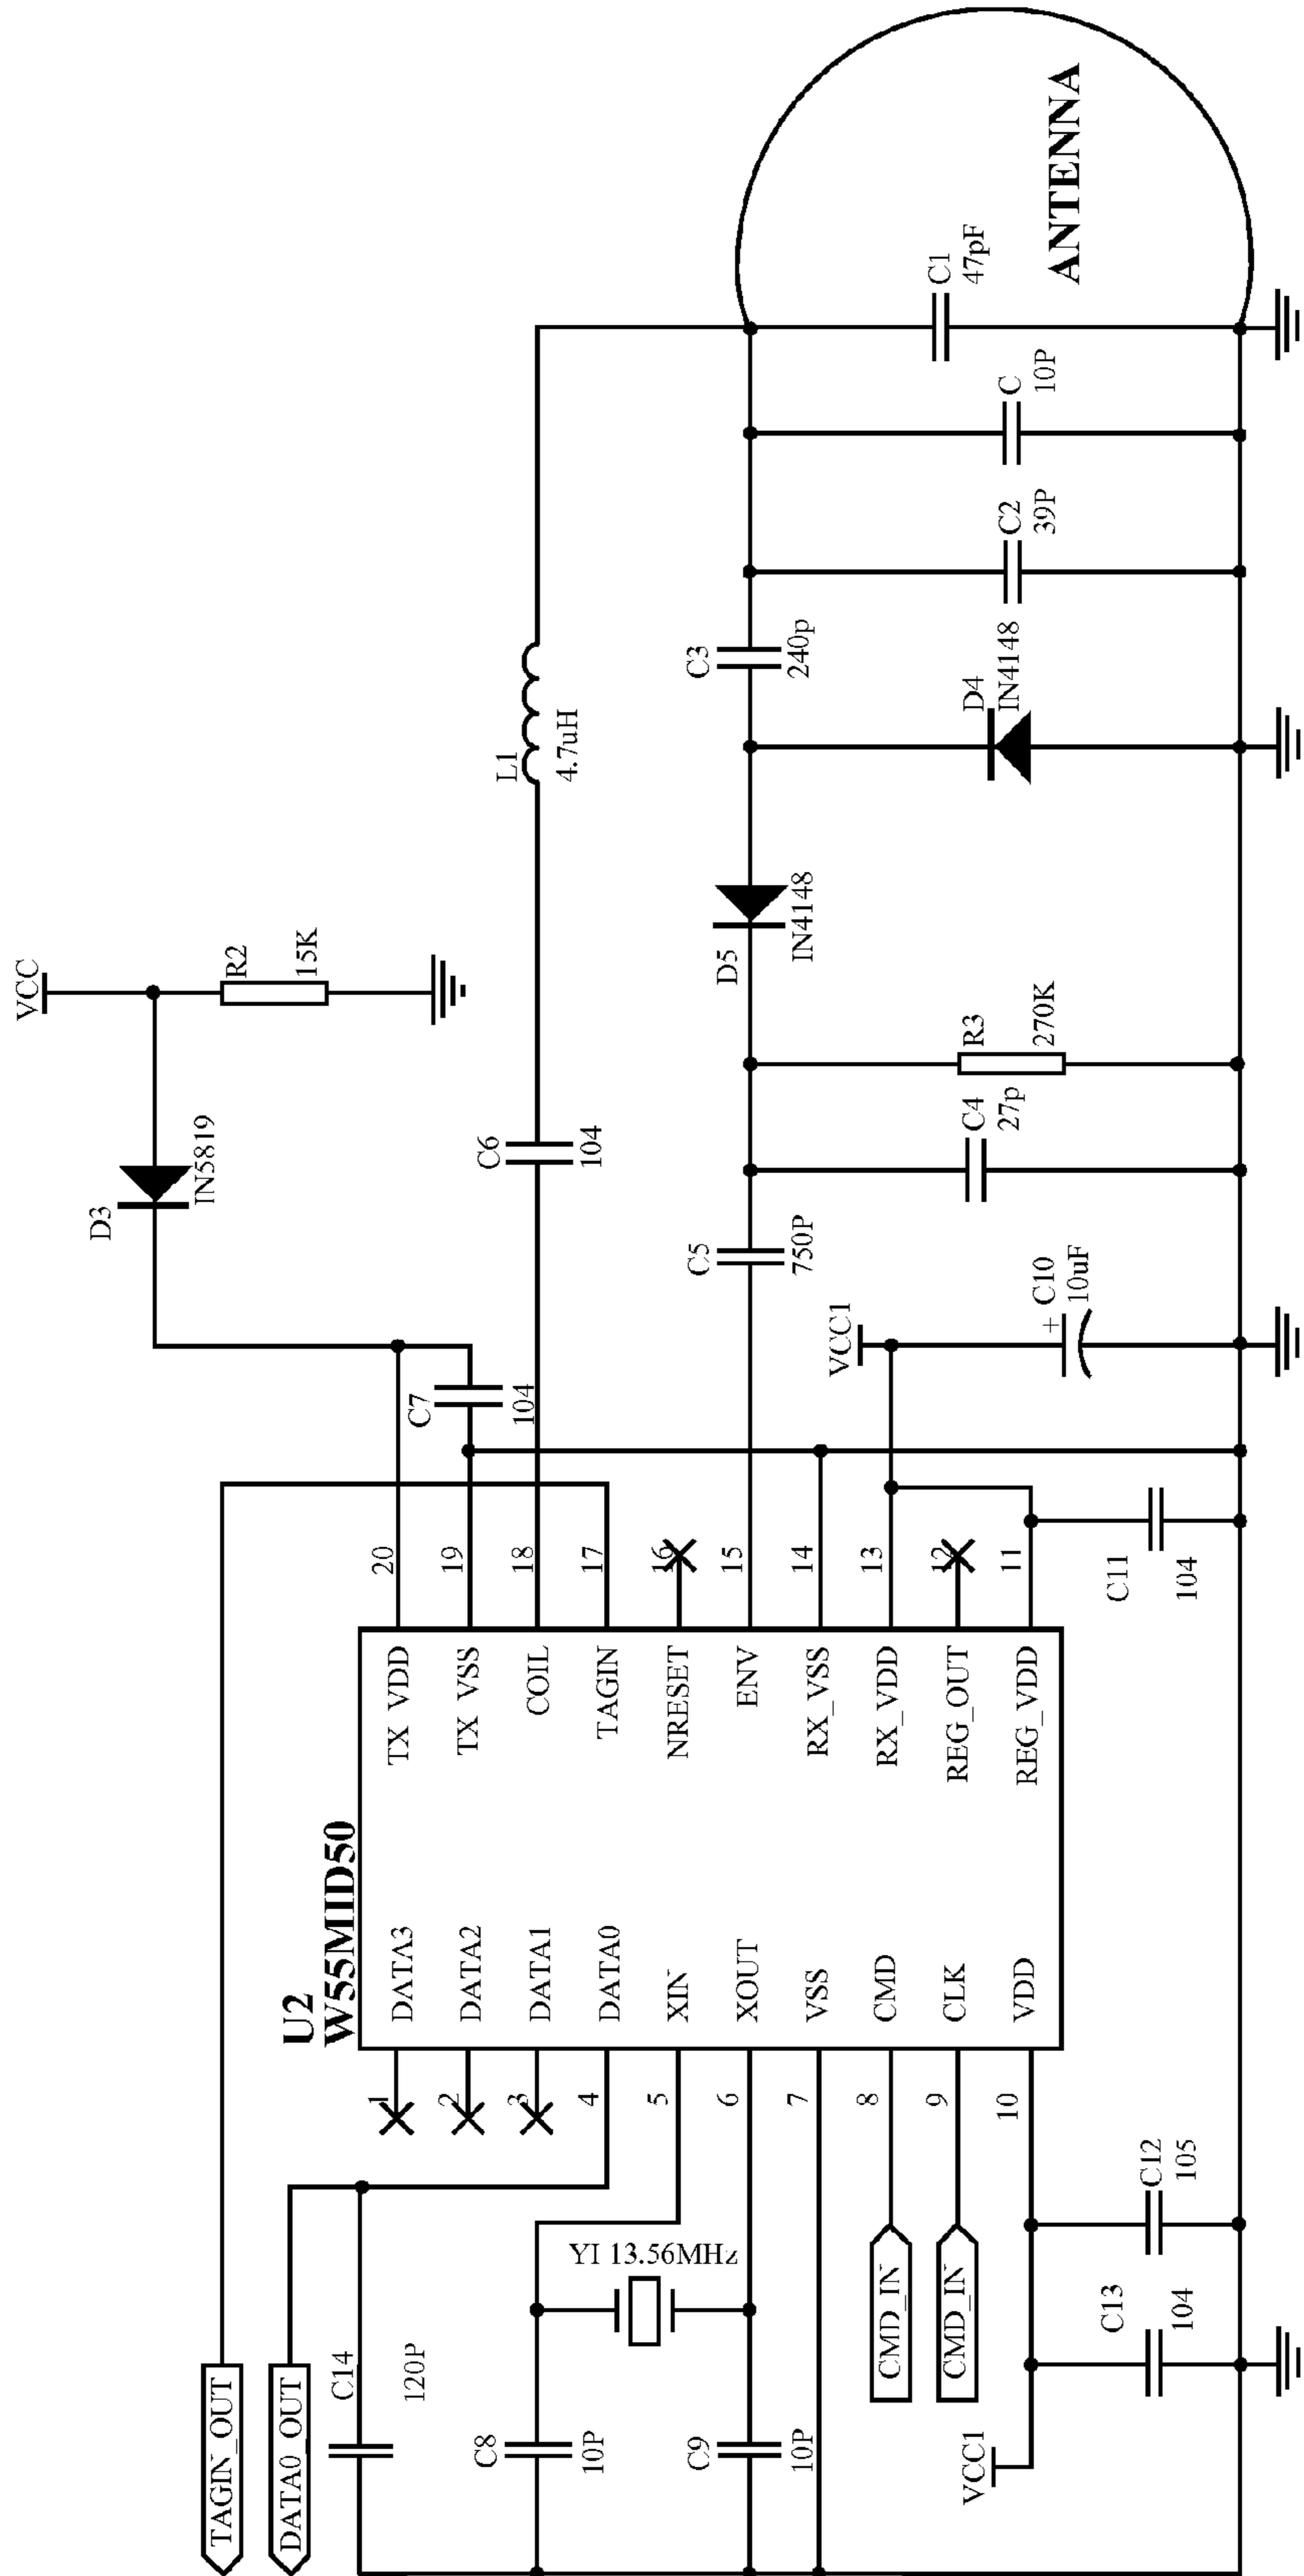 VCC
R2
15K
D3
IN5819
L1
4.7uH
C6
104
C7
104
ANTENNA
C1
47pF
C
10P
C2
39P
C3
240p
D4
IN4148
D5
IN4148
R3
270K
C4
27p
C5
750P
VCC1
C10
+
10uF
C11
104
U2
W55MID50
DATA3
DATA2
DATA1
DATA0
XIN
XOUT
VSS
CMD
CLK
VDD
TX_VDD
TX_VSS
COIL
TAGIN
NRESET
ENV
RX_VSS
RX_VDD
REG_OUT
REG_VDD
20
19
18
17
16
15
14
13
12
11
1
2
3
4
5
6
7
8
9
10
TAGIN_OUT
DATA0_OUT
C14
120P
YI 13.56MHz
C8
10P
C9
10P
CMD_IN
CMD_IN
VCC1
C13
104
C12
105